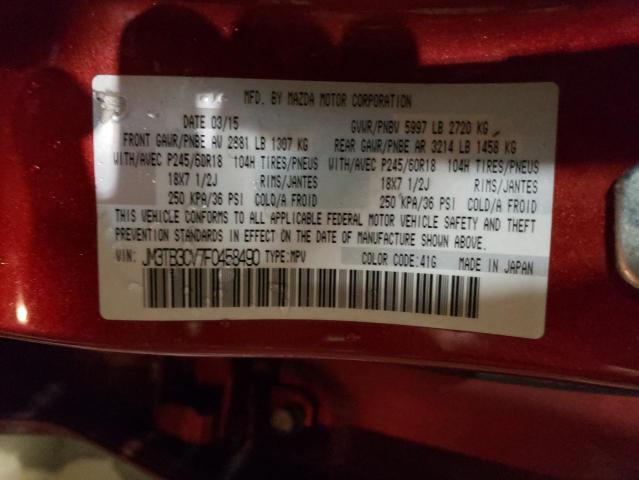 MFD. BY MAZDA MOTOR CORPORATION
DATE 03/15 GVWR/PNBV 5997 LB 2720 KG
FRONT GAWR/PNBE AV 2881 LB 1307 KG REAR GAWR/PNBE AR 3214 LB 1458 KG
WITH/AVEC P245/60R18 104H TIRES/PNEUS WITH/AVEC P245/60R18 104H TIRES/PNEUS
18X7 1/2J RIMS/JANTES 18X7 1/2J RIMS/JANTES
250 KPA/36 PSI COLD/A FROID 250 KPA/36 PSI COLD/A FROID
THIS VEHICLE CONFORMS TO ALL APPLICABLE FEDERAL MOTOR VEHICLE SAFETY AND THEFT
PREVENTION STANDARDS IN EFFECT ON THE DATE OF MANUFACTURE SHOWN ABOVE.
VIN: JM3TB3CV7F0458490 TYPE:MPV COLOR CODE:41G MADE IN JAPAN